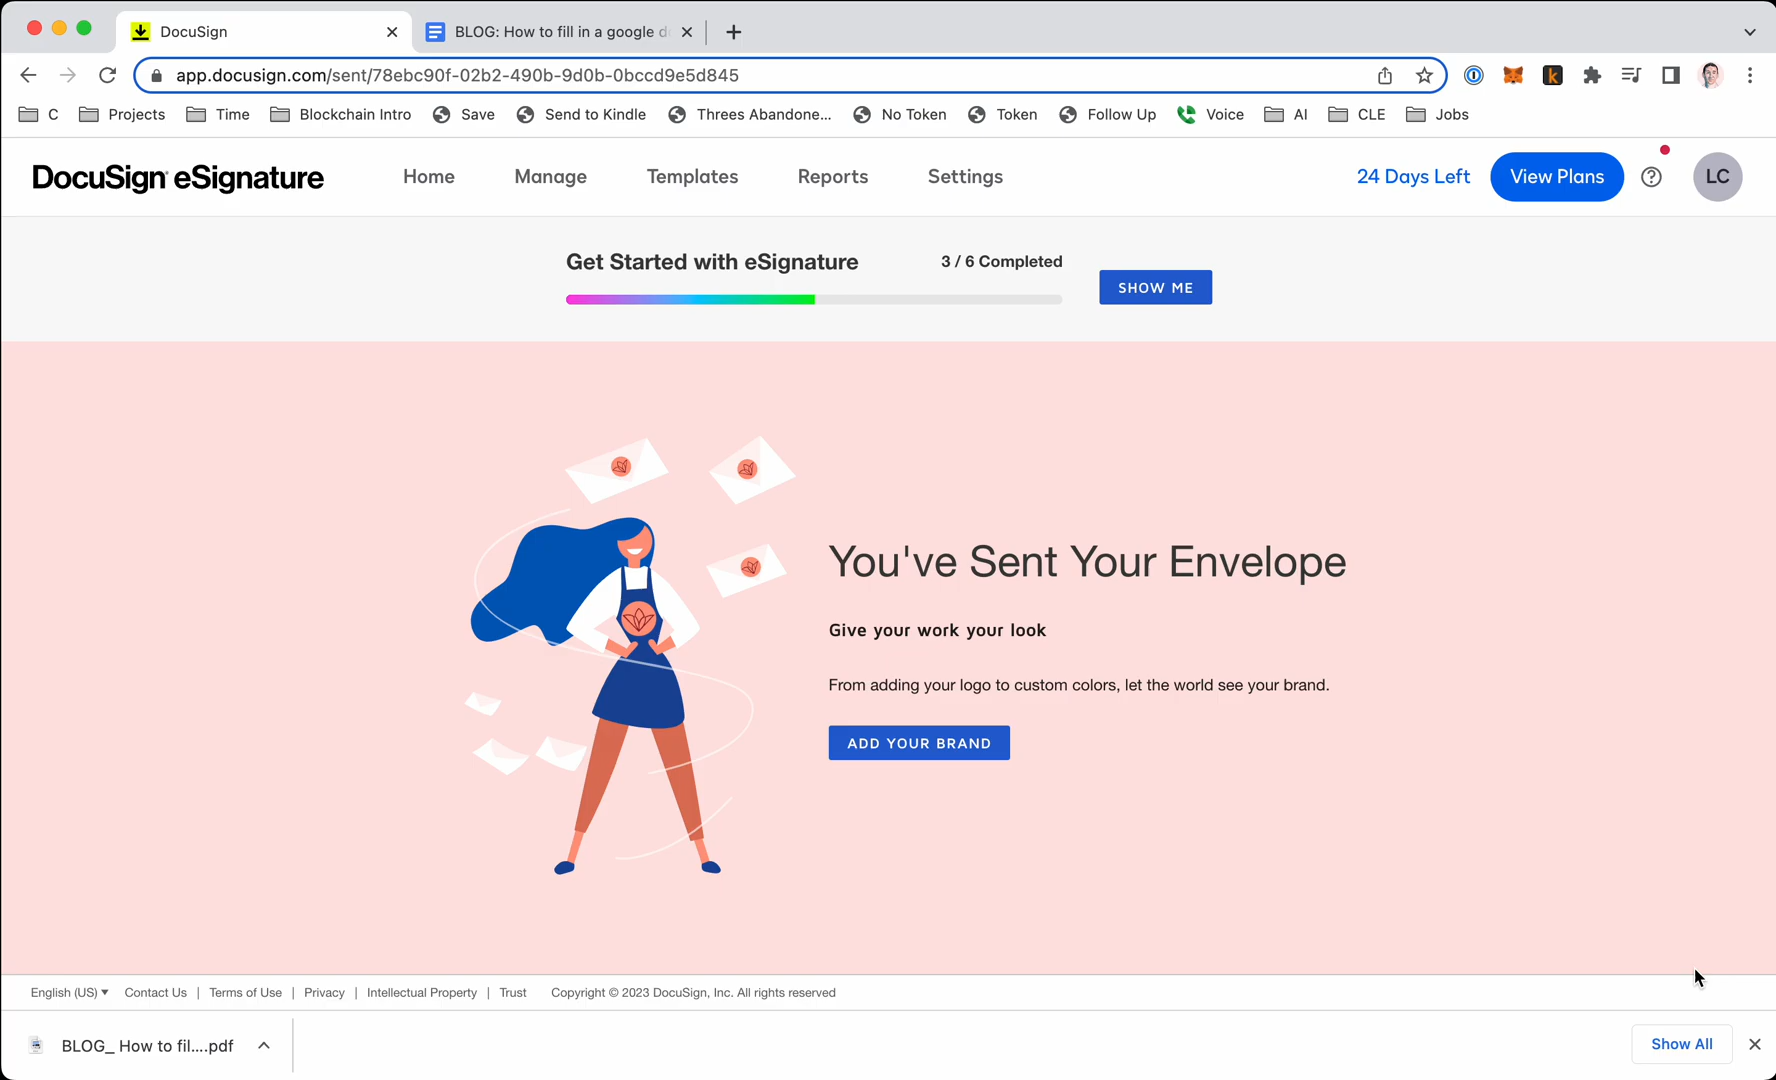 DocuSign
BLOG: How to fill in a google d
app.docusign.com/sent/78ebc90f-02b2-490b-9d0b-0bccd9e5d845
C
Projects
Time
Blockchain Intro
Save
Send to Kindle
Threes Abandone...
No Token
Token
Follow Up
Voice
AI
CLE
Jobs
DocuSign eSignature
Home
Manage
Templates
Reports
Settings
24 Days Left
View Plans
LC
Get Started with eSignature
3 / 6 Completed
SHOW ME
You've Sent Your Envelope
Give your work your look
From adding your logo to custom colors, let the world see your brand.
ADD YOUR BRAND
English (US) ▼ Contact Us | Terms of Use | Privacy | Intellectual Property | Trust Copyright © 2023 DocuSign, Inc. All rights reserved
BLOG_ How to fil....pdf
Show All